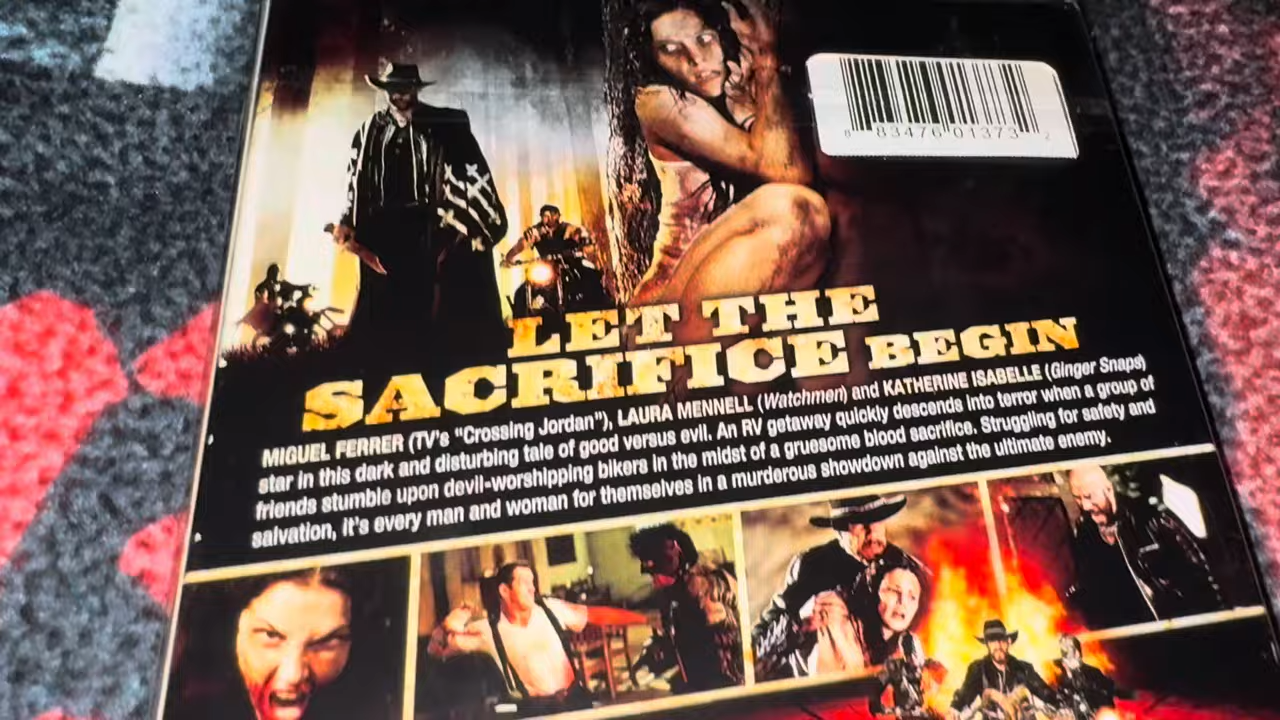 8 83476 01373 2
LET THE
SACRIFICE BEGIN
MIGUEL FERRER (TV's "Crossing Jordan"), LAURA MENNELL (Watchmen) and KATHERINE ISABELLE (Ginger Snaps)
star in this dark and disturbing tale of good versus evil. An RV getaway quickly descends into terror when a group of
friends stumble upon devil-worshipping bikers in the midst of a gruesome blood sacrifice. Struggling for safety and
salvation, it's every man and woman for themselves in a murderous showdown against the ultimate enemy.